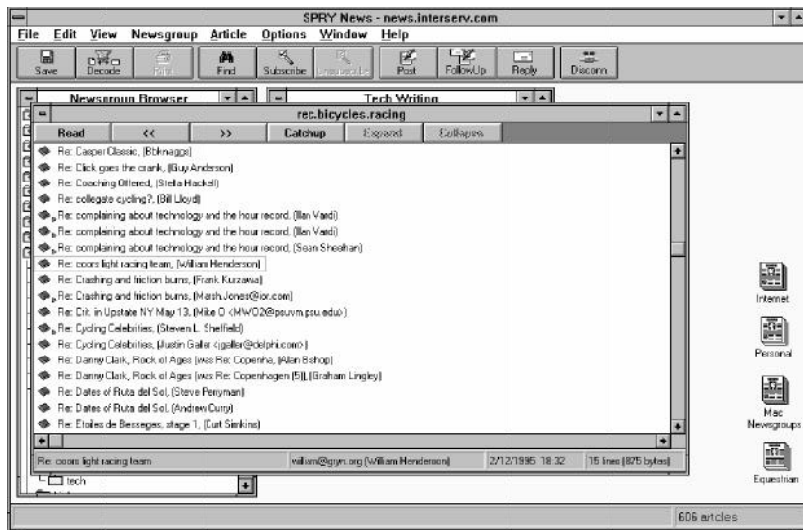 SPRY News - news.interserv.com
File Edit View Newsgroup Article Options Window Help
Save Decode Print Find Subscribe Unsubscribe Post FollowUp Reply Disconn
Newsgroup Browser Tech Writing
rec.bicycles.racing
Read << >> Catchup Expand Collapse
Re: Casper Classic, (Bbknaggs)
Re: Click goes the crank, (Guy Anderson)
Re: Coaching Offered, (Stella Hackell)
Re: collegate cycling?, (Bill Lloyd)
Re: complaining about technology and the hour record, (Ilan Vardi)
Re: complaining about technology and the hour record, (Ilan Vardi)
Re: complaining about technology and the hour record, (Sean Sheehan)
Re: coors light racing team, (William Henderson)
Re: Crashing and friction burns, (Frank Kurzawa)
Re: Crashing and friction burns, (Marsh.Jones@ior.com)
Re: Crit. in Upstate NY May 13, (Mike O <MWO2@psuvm.psu.edu>)
Re: Cycling Celebrities, (Steven L. Sheffield)
Re: Cycling Celebrities, (Justin Galler <jgaller@delphi.com>)
Re: Danny Clark, Rock of Ages (was Re: Copenha, (Alan Bishop)
Re: Danny Clark, Rock of Ages (was Re: Copenhagen (5)), (Graham Lingley)
Re: Dates of Ruta del Sol, (Steve Perryman)
Re: Dates of Ruta del Sol, (Andrew Curry)
Re: Etoiles de Besseges, stage 1, (Curt Simkins)
Re: coors light racing team william@gryn.org (William Henderson) 2/12/1995 18:32 15 lines (875 bytes)
tech
Internet
Personal
Mac
Newsgroups
Equestrian
606 articles